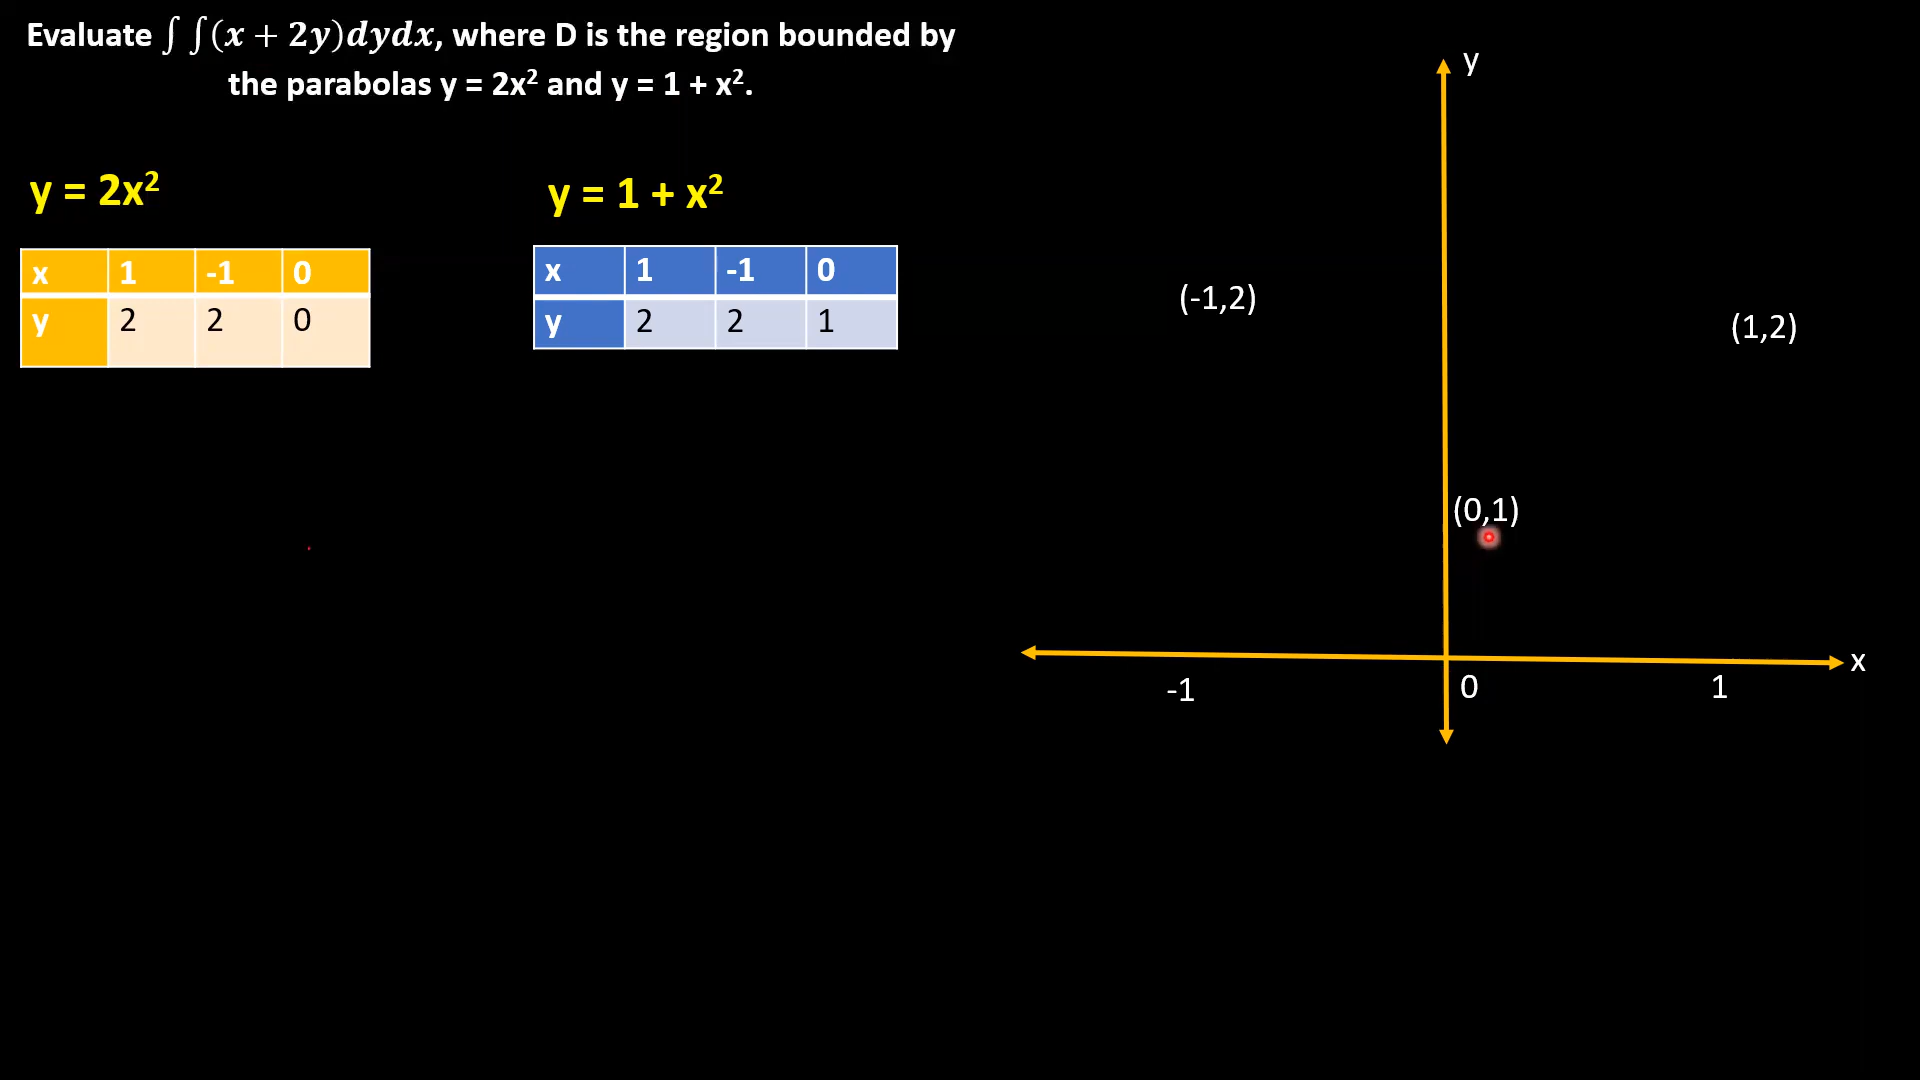 Evaluate ∫ ∫(x + 2y)dydx, where D is the region bounded by
the parabolas y = 2x² and y = 1 + x².
y = 2x²
x 1 -1 0
y 2 2 0
y = 1 + x²
x 1 -1 0
y 2 2 1
y
(-1,2)
(1,2)
(0,1)
x
-1
0
1